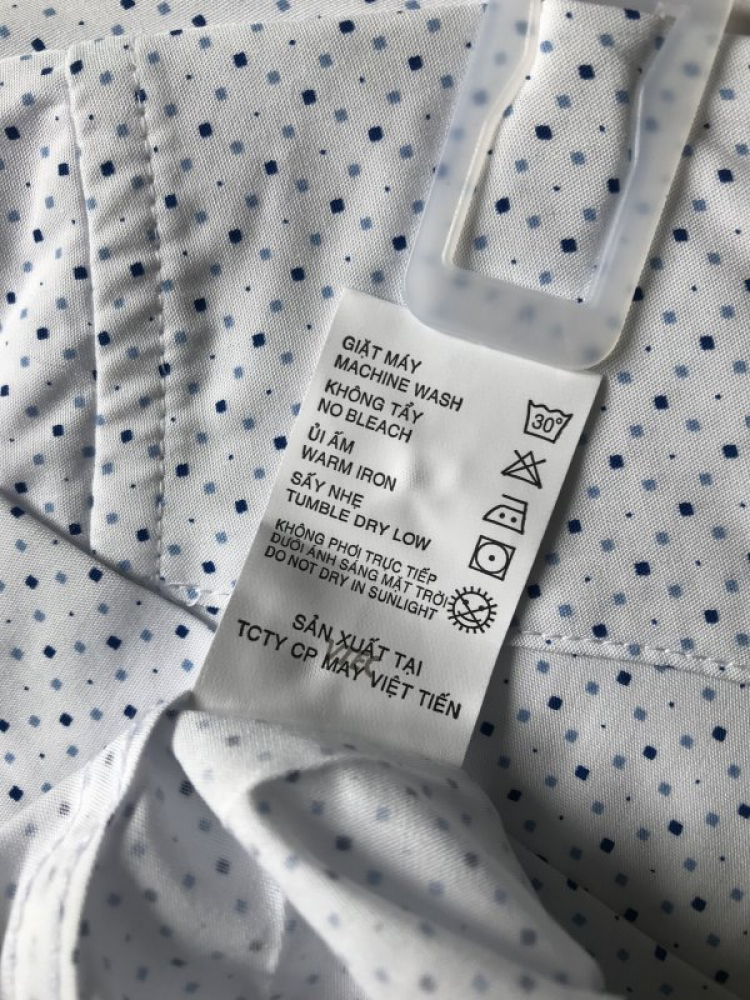 GIẶT MÁY
MACHINE WASH
KHÔNG TẨY
NO BLEACH
ỦI ẤM
WARM IRON
SẤY NHẸ
TUMBLE DRY LOW
KHÔNG PHƠI TRỰC TIẾP
DƯỚI ÁNH SÁNG MẶT TRỜI
DO NOT DRY IN SUNLIGHT
30°
SẢN XUẤT TẠI
TCTY CP MAY VIỆT TIẾN